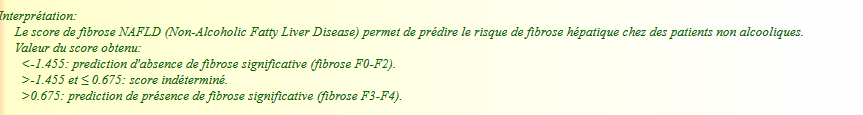 Interprétation:
Le score de fibrose NAFLD (Non-Alcoholic Fatty Liver Disease) permet de prédire le risque de fibrose hépatique chez des patients non alcooliques.
Valeur du score obtenu:
<-1.455: prediction d'absence de fibrose significative (fibrose F0-F2).
>-1.455 et ≤ 0.675: score indéterminé.
>0.675: prediction de présence de fibrose significative (fibrose F3-F4).